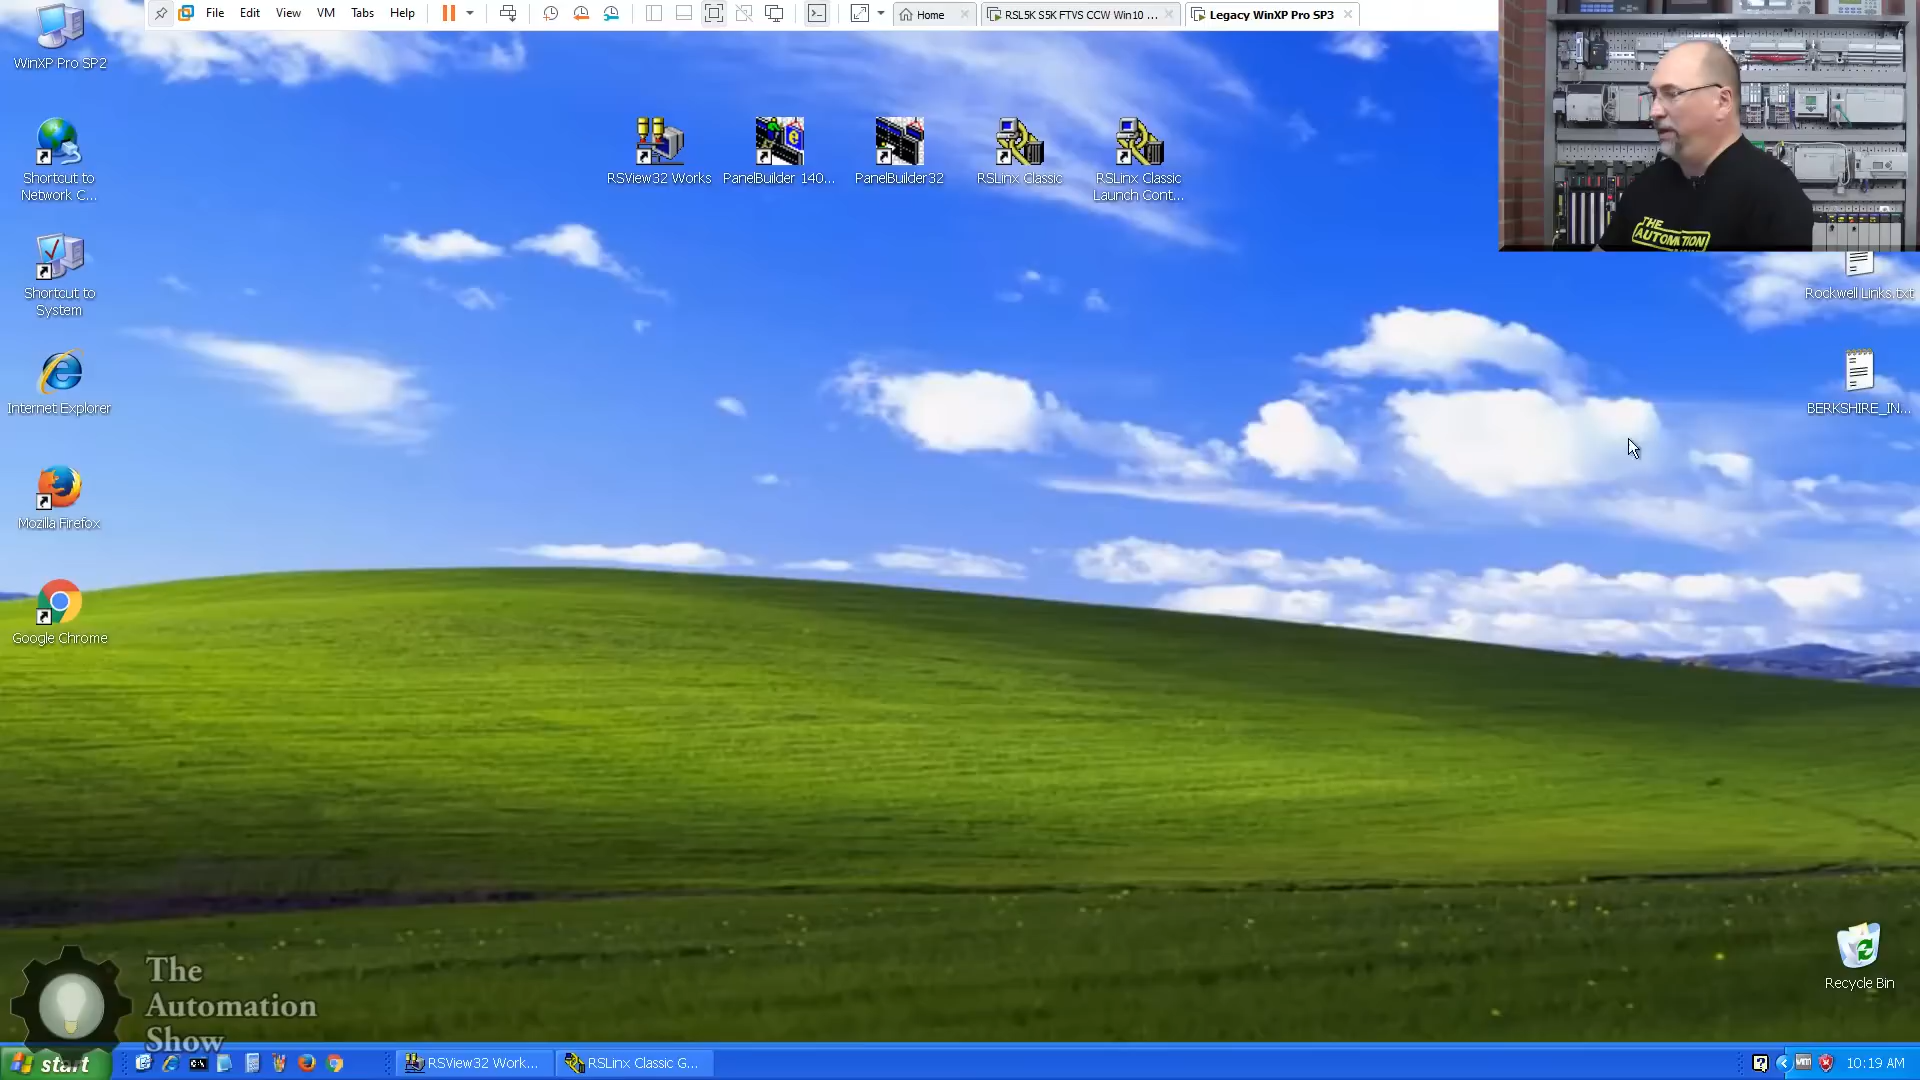 File Edit View VM Tabs Help
Home
RSL5K S5K FTVS CCW Win10 ...
Legacy WinXP Pro SP3
WinXP Pro SP2
Shortcut to
Network C...
Shortcut to
System
Internet Explorer
Mozilla Firefox
Google Chrome
RSView32 Works
PanelBuilder 140...
PanelBuilder32
RSLinx Classic
RSLinx Classic
Launch Cont...
THE
AUTOMATION
Rockwell Links.txt
BERKSHIRE_IN...
Recycle Bin
The
Automation
Show
start
RSView32 Work...
RSLinx Classic G...
10:19 AM